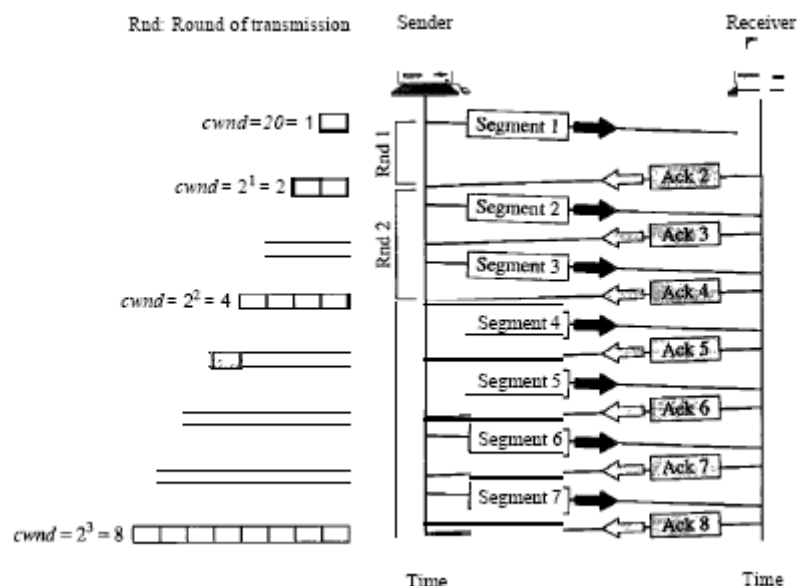 Rnd: Round of transmission
Sender
Receiver
cwnd=20= 1
Rnd 1
Segment 1
Ack 2
cwnd = 2¹ = 2
Rnd 2
Segment 2
Ack 3
Segment 3
cwnd = 2² = 4
Ack 4
Segment 4
Ack 5
Segment 5
Ack 6
Segment 6
Ack 7
Segment 7
cwnd = 2³ = 8
Ack 8
Time
Time